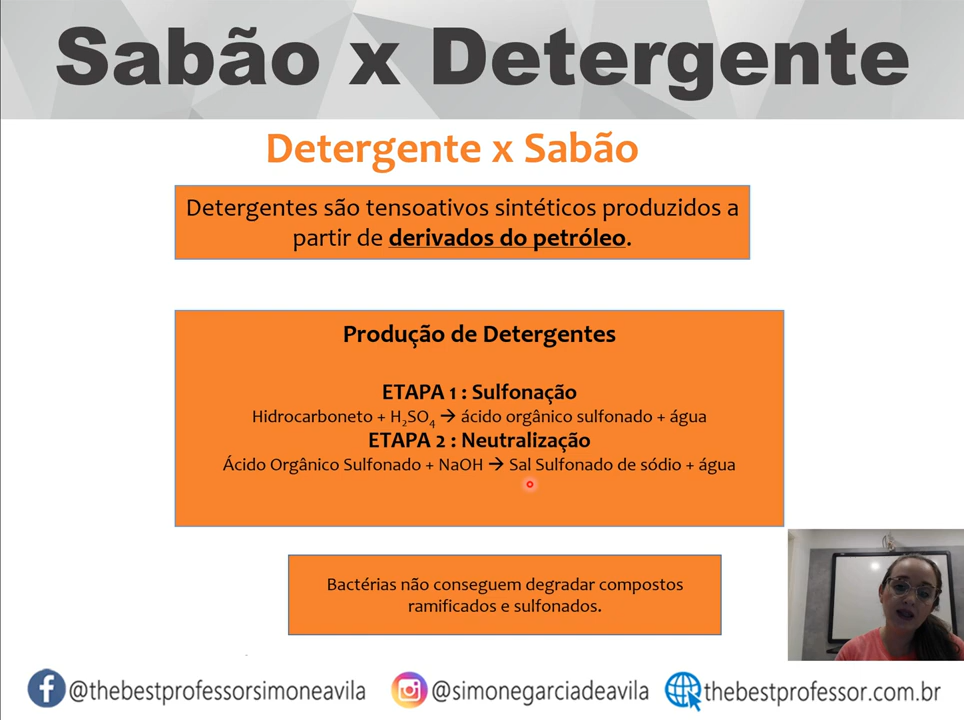 Sabão x Detergente
Detergente x Sabão
Detergentes são tensoativos sintéticos produzidos a
partir de derivados do petróleo.
Produção de Detergentes
ETAPA 1 : Sulfonação
Hidrocarboneto + H₂SO₄ → ácido orgânico sulfonado + água
ETAPA 2 : Neutralização
Ácido Orgânico Sulfonado + NaOH → Sal Sulfonado de sódio + água
Bactérias não conseguem degradar compostos
ramificados e sulfonados.
@thebestprofessorsimoneavila @simonegarciadeavila thebestprofessor.com.br